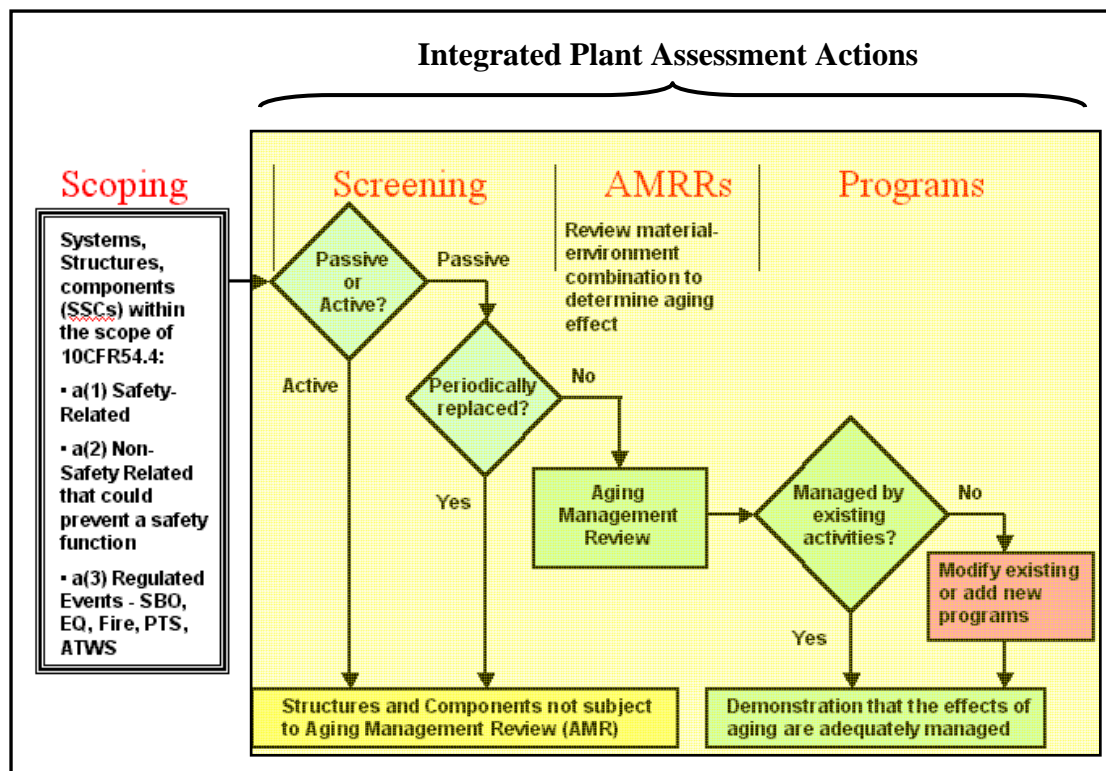 Integrated Plant Assessment Actions
Scoping
Screening
AMRRs
Programs
Systems,
Structures,
components
(SSCs) within
the scope of
10CFR54.4:
▪ a(1) Safety-
Related
▪ a(2) Non-
Safety Related
that could
prevent a safety
function
▪ a(3) Regulated
Events - SBO,
EQ, Fire, PTS,
ATWS
Passive
or
Active?
Passive
Active
Review material-
environment
combination to
determine aging
effect
Periodically
replaced?
No
Yes
Aging
Management
Review
Managed by
existing
activities?
No
Yes
Modify existing
or add new
programs
Structures and Components not subject
to Aging Management Review (AMR)
Demonstration that the effects of
aging are adequately managed